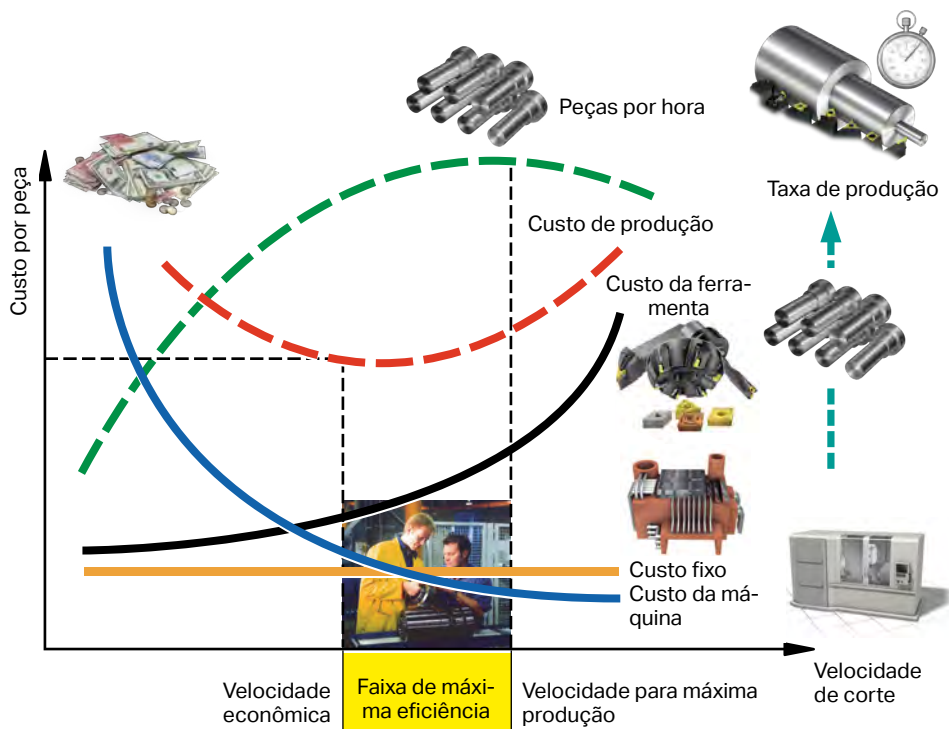 Peças por hora
Taxa de produção
Custo por peça
Custo de produção
Custo da ferra-
menta
Custo fixo
Custo da má-
quina
Velocidade
de corte
Velocidade
econômica
Faixa de máxi-
ma eficiência
Velocidade para máxima
produção